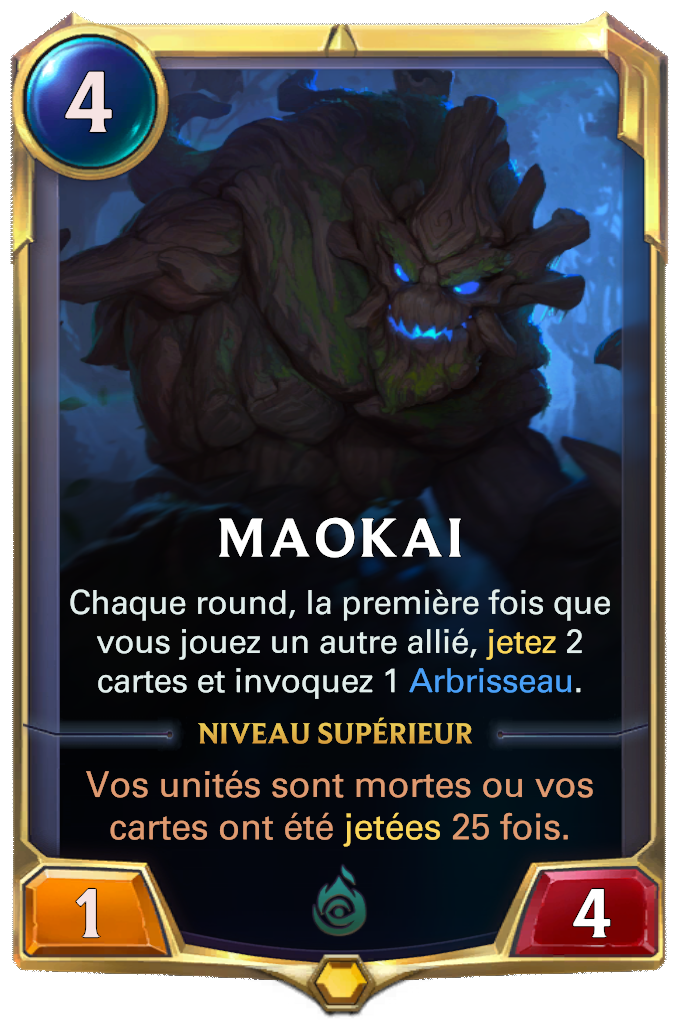 4
MAOKAI
Chaque round, la première fois que
vous jouez un autre allié, jetez 2
cartes et invoquez 1 Arbrisseau.
NIVEAU SUPÉRIEUR
Vos unités sont mortes ou vos
cartes ont été jetées 25 fois.
1
4